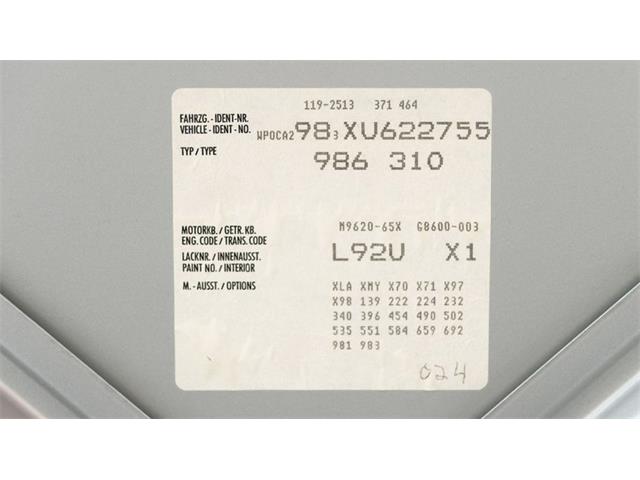 119-2513 371 464
FAHRZG. - IDENT-NR.
VEHICLE - IDENT - NO. WP0CA2983XU622755
TYP / TYPE 986 310
MOTORKB. / GETR. KB. M9620-65X G8600-003
ENG. CODE / TRANS. CODE
LACKNR. / INNENAUSST. L92U X1
PAINT NO. / INTERIOR
M. - AUSST. / OPTIONS XLA XMY X70 X71 X97
X98 139 222 224 232
340 396 454 490 502
535 551 584 659 692
981 983
024